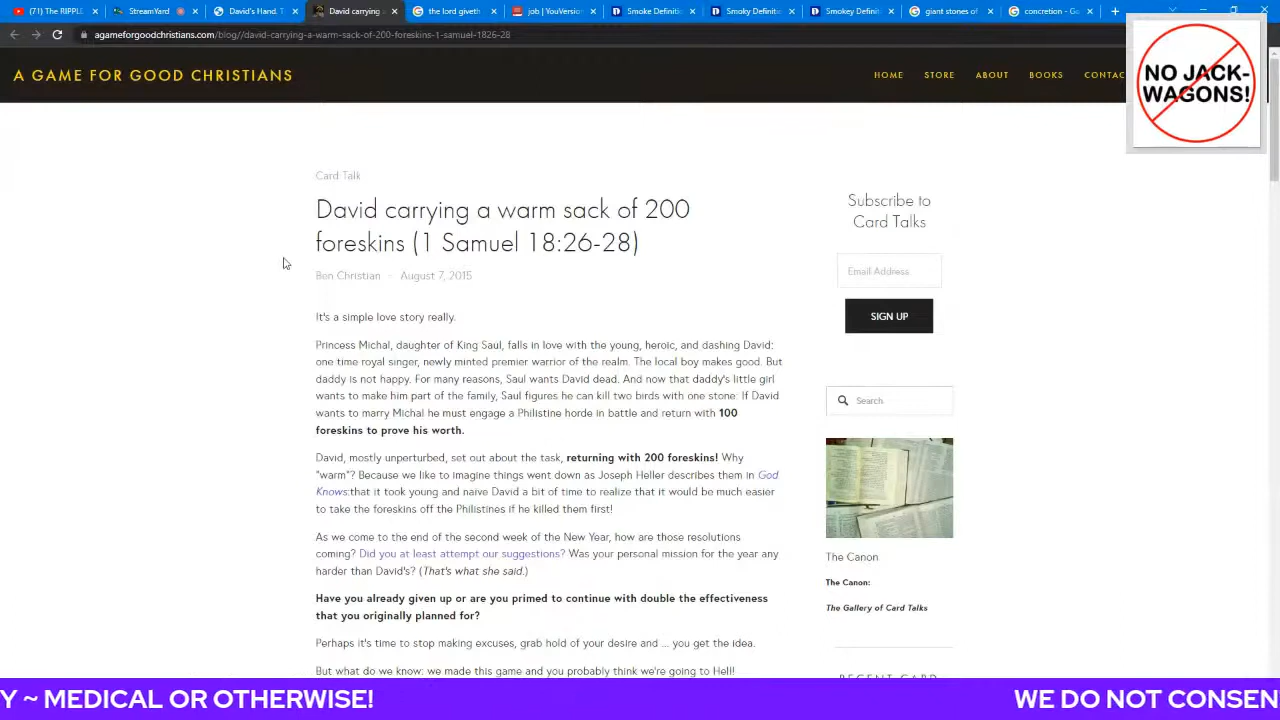 (71) The RIPPL
StreamYard
David's Hand. T
David carrying a
the lord giveth
job | YouVersion
Smoke Definitio
Smoky Definitio
Smokey Definiti
giant stones of
concretion - Go
agameforgoodchristians.com/blog//david-carrying-a-warm-sack-of-200-foreskins-1-samuel-1826-28
A GAME FOR GOOD CHRISTIANS
HOME STORE ABOUT BOOKS CONTAC
NO JACK-
WAGONS!
Card Talk
David carrying a warm sack of 200
foreskins (1 Samuel 18:26-28)
Ben Christian August 7, 2015
It's a simple love story really.
Princess Michal, daughter of King Saul, falls in love with the young, heroic, and dashing David:
one time royal singer, newly minted premier warrior of the realm. The local boy makes good. But
daddy is not happy. For many reasons, Saul wants David dead. And now that daddy's little girl
wants to make him part of the family, Saul figures he can kill two birds with one stone: If David
wants to marry Michal he must engage a Philistine horde in battle and return with 100
foreskins to prove his worth.
David, mostly unperturbed, set out about the task, returning with 200 foreskins! Why
"warm"? Because we like to imagine things went down as Joseph Heller describes them in God
Knows:that it took young and naive David a bit of time to realize that it would be much easier
to take the foreskins off the Philistines if he killed them first!
As we come to the end of the second week of the New Year, how are those resolutions
coming? Did you at least attempt our suggestions? Was your personal mission for the year any
harder than David's? (That's what she said.)
Have you already given up or are you primed to continue with double the effectiveness
that you originally planned for?
Perhaps it's time to stop making excuses, grab hold of your desire and ... you get the idea.
But what do we know: we made this game and you probably think we're going to Hell!
Subscribe to
Card Talks
Email Address
SIGN UP
Search
The Canon
The Canon:
The Gallery of Card Talks
RECENT CARD
Y ~ MEDICAL OR OTHERWISE! WE DO NOT CONSEN